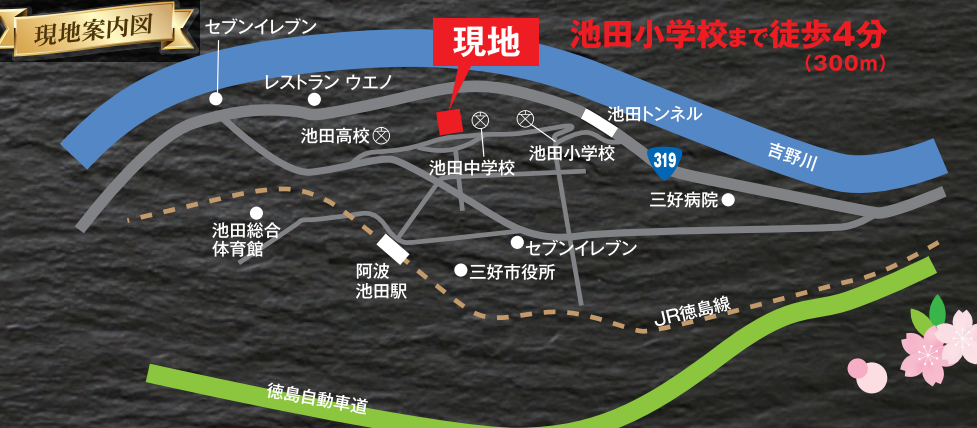 現地案内図
セブンイレブン
現地
池田小学校まで徒歩4分
（300m）
レストラン ウエノ
池田トンネル
池田高校
池田中学校
池田小学校
319
吉野川
三好病院
池田総合
体育館
セブンイレブン
阿波
池田駅
三好市役所
JR徳島線
徳島自動車道